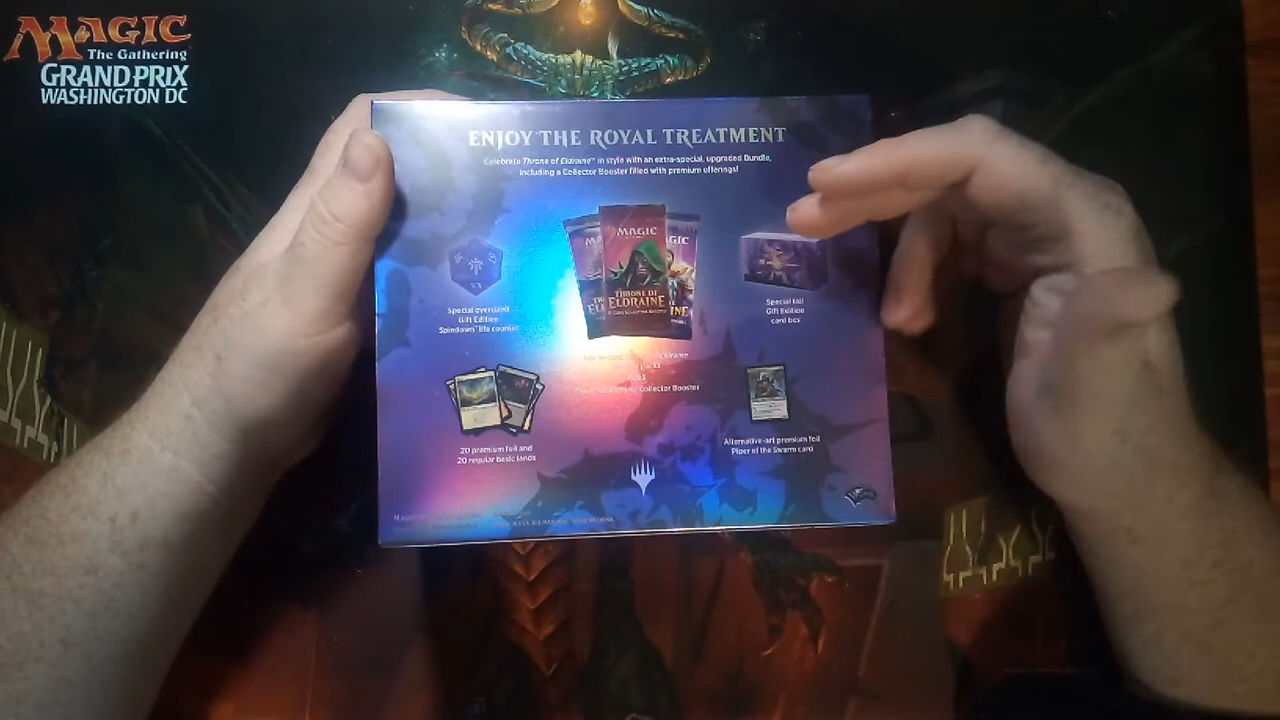 MAGIC
The Gathering
GRAND PRIX
WASHINGTON DC
ENJOY THE ROYAL TREATMENT
Celebrate Throne of Eldraine™ in style with an extra-special, upgraded Bundle,
including a Collector Booster filled with premium offerings!
MAGIC
THRONE OF
ELDRAINE
Special oversized
Gift Edition
Spindown™ life counter
Special foil
Gift Edition
card box
Collector Booster
20 premium foil and
20 regular basic lands
Alternative-art premium foil
Piper of the Swarm card